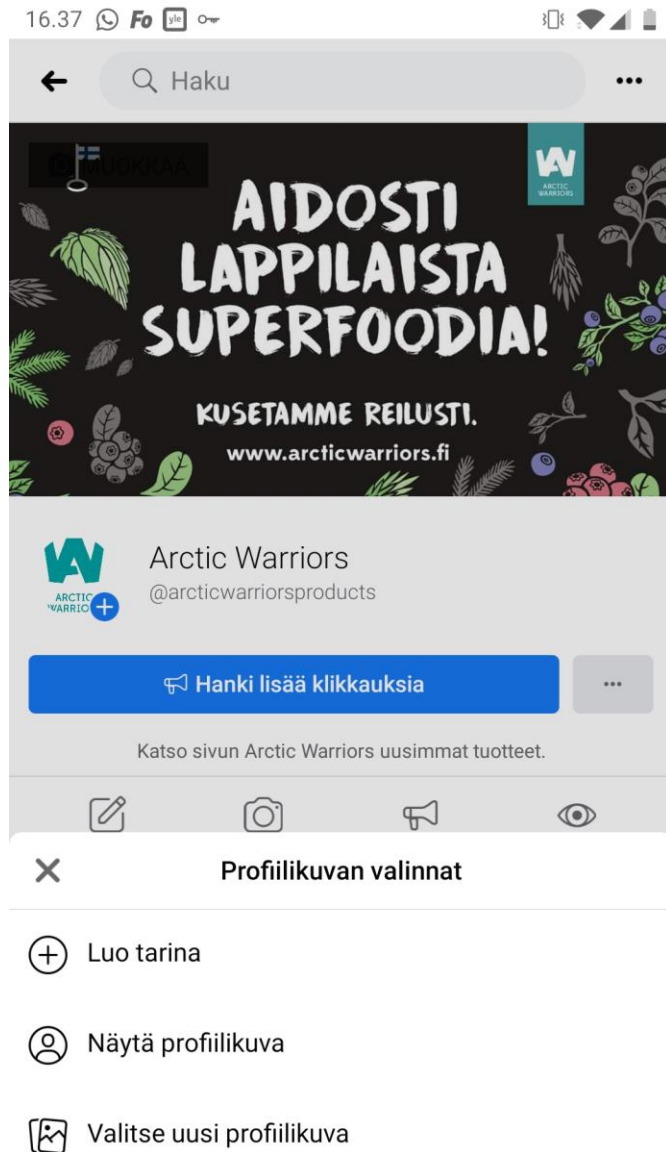 16.37 Fo yle
Haku
MUOKKAA
ARCTIC
WARRIORS
AIDOSTI
LAPPILAISTA
SUPERFOODIA!
KUSETAMME REILUSTI.
www.arcticwarriors.fi
ARCTIC
WARRIO
Arctic Warriors
@arcticwarriorsproducts
Hanki lisää klikkauksia
Katso sivun Arctic Warriors uusimmat tuotteet.
Profiilikuvan valinnat
Luo tarina
Näytä profiilikuva
Valitse uusi profiilikuva